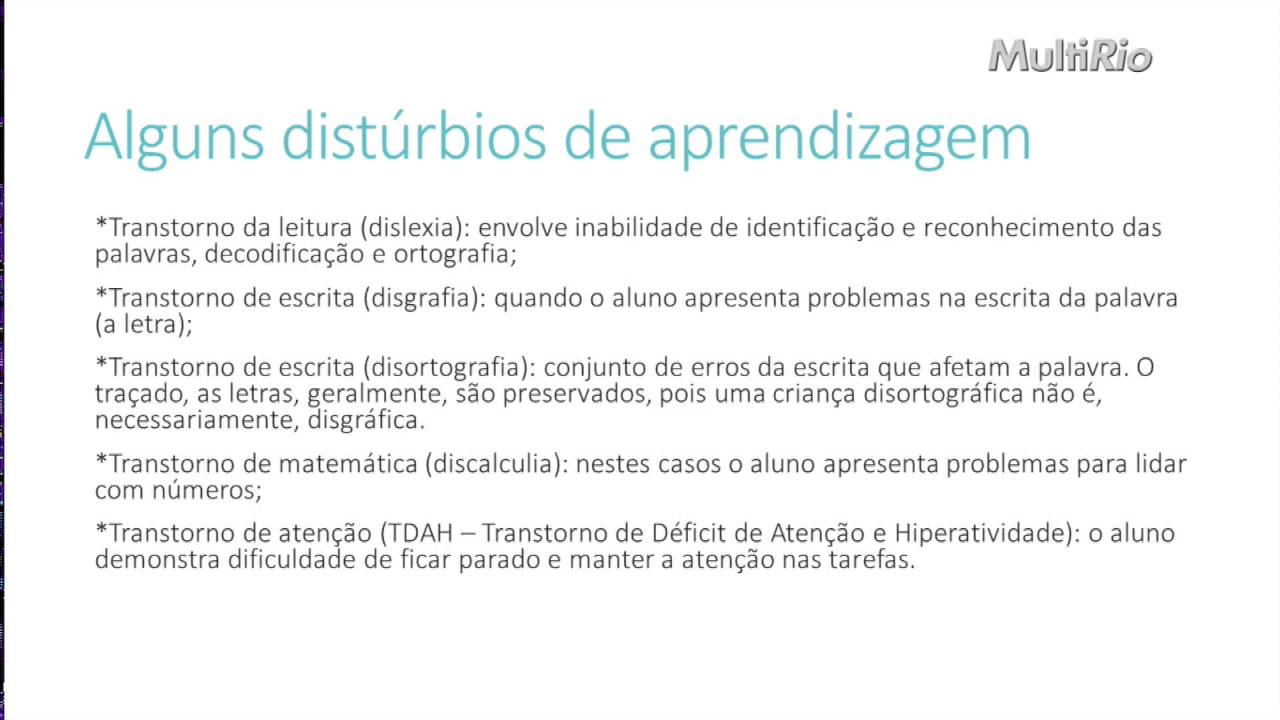 MultiRio
Alguns distúrbios de aprendizagem
*Transtorno da leitura (dislexia): envolve inabilidade de identificação e reconhecimento das
palavras, decodificação e ortografia;
*Transtorno de escrita (disgrafia): quando o aluno apresenta problemas na escrita da palavra
(a letra);
*Transtorno de escrita (disortografia): conjunto de erros da escrita que afetam a palavra. O
traçado, as letras, geralmente, são preservados, pois uma criança disortográfica não é,
necessariamente, disgráfica.
*Transtorno de matemática (discalculia): nestes casos o aluno apresenta problemas para lidar
com números;
*Transtorno de atenção (TDAH – Transtorno de Déficit de Atenção e Hiperatividade): o aluno
demonstra dificuldade de ficar parado e manter a atenção nas tarefas.